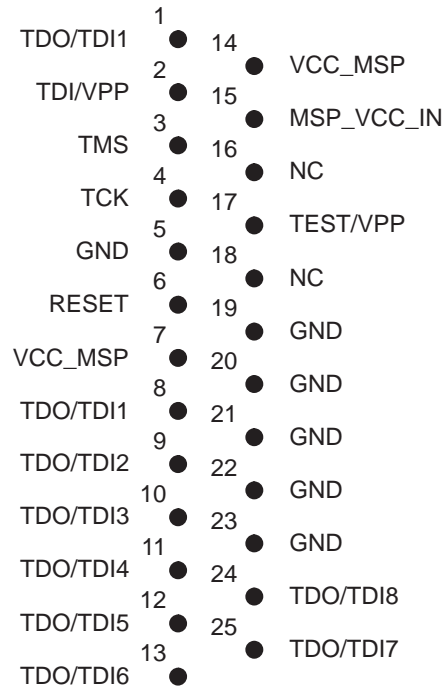 1
TDO/TDI1
14
VCC_MSP
2
TDI/VPP
15
MSP_VCC_IN
3
TMS
16
NC
4
TCK
17
TEST/VPP
5
GND
18
NC
6
RESET
19
GND
7
VCC_MSP
20
GND
8
TDO/TDI1
21
GND
9
TDO/TDI2
22
GND
10
TDO/TDI3
23
GND
11
TDO/TDI4
24
TDO/TDI8
12
TDO/TDI5
25
TDO/TDI7
13
TDO/TDI6